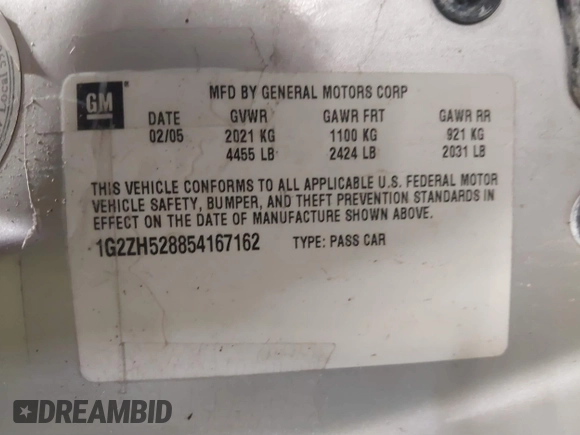 Local 5
GM
MFD BY GENERAL MOTORS CORP
DATE GVWR GAWR FRT GAWR RR
02/05 2021 KG 1100 KG 921 KG
4455 LB 2424 LB 2031 LB
THIS VEHICLE CONFORMS TO ALL APPLICABLE U.S. FEDERAL MOTOR
VEHICLE SAFETY, BUMPER, AND THEFT PREVENTION STANDARDS IN
EFFECT ON THE DATE OF MANUFACTURE SHOWN ABOVE.
1G2ZH528854167162 TYPE: PASS CAR
DREAMBID